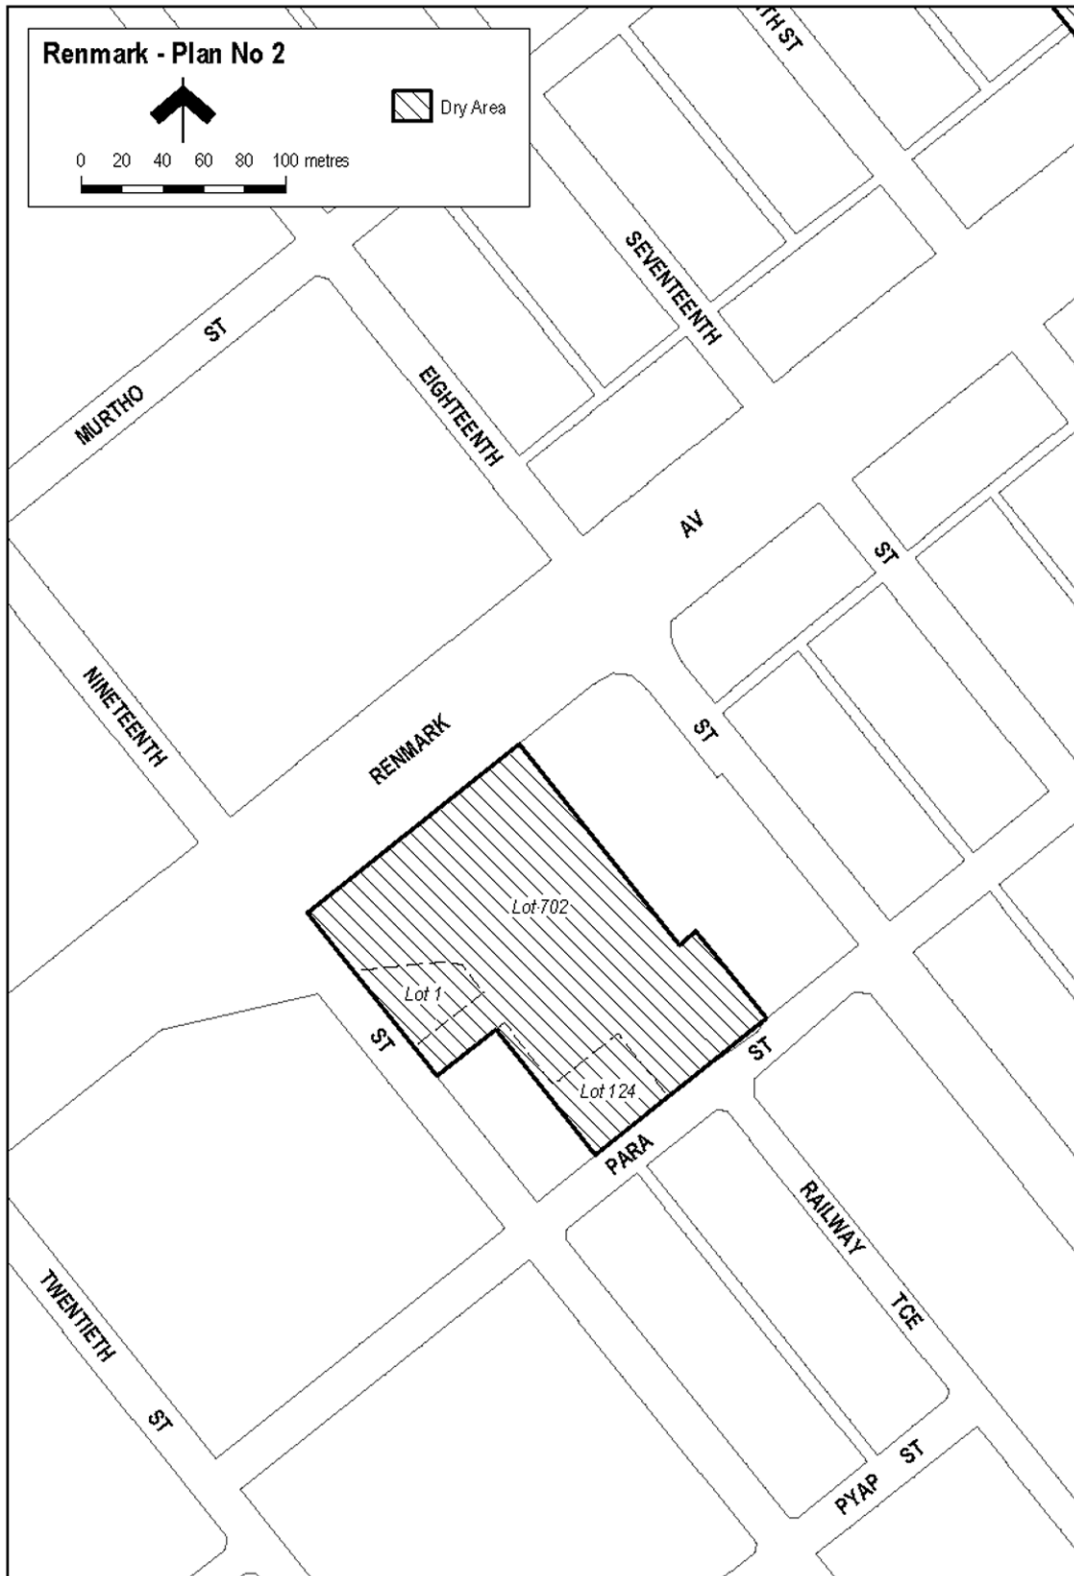 Renmark - Plan No 2
Dry Area
0 20 40 60 80 100 metres
TH ST
SEVENTEENTH
ST
MURTHO
EIGHTEENTH
AV
ST
NINETEENTH
ST
RENMARK
Lot 702
Lot 1
ST
ST
Lot 124
PARA
RAILWAY
TCE
TWENTIETH
ST
ST
PYAP